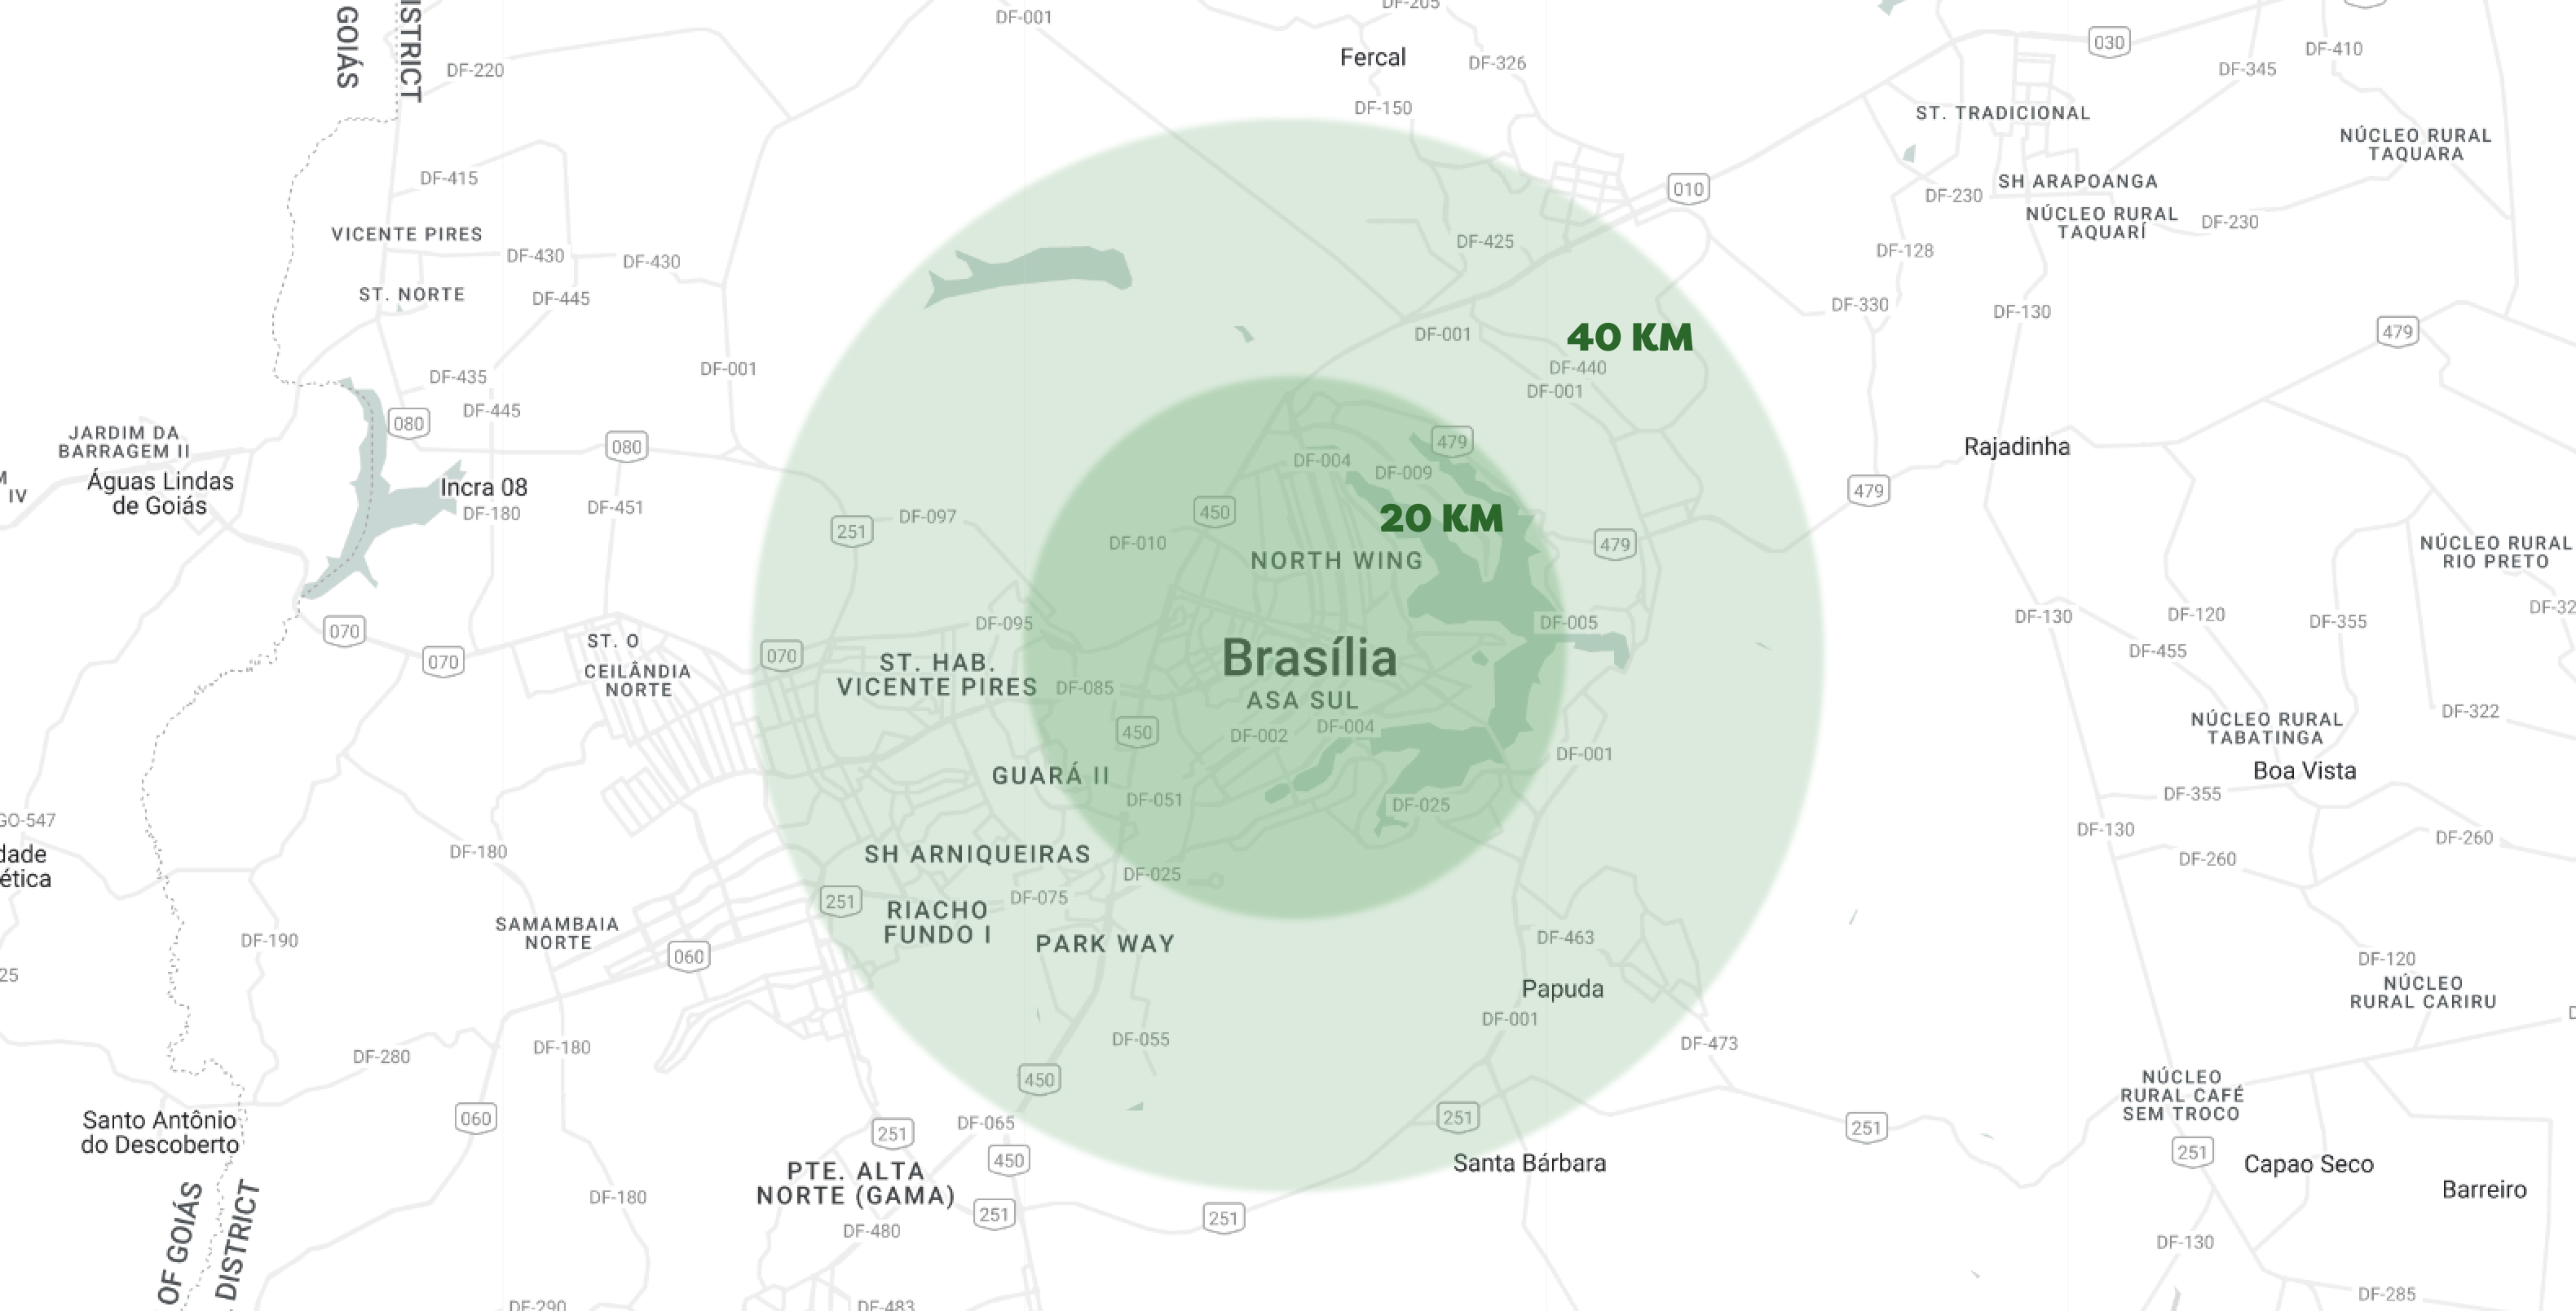 GOIÁS
ISTRICT
DF-220
DF-001
DF-205
Fercal
DF-326
DF-150
030
DF-410
DF-345
ST. TRADICIONAL
NÚCLEO RURAL
TAQUARA
DF-415
SH ARAPOANGA
010
DF-230
NÚCLEO RURAL
TAQUARÍ
DF-230
VICENTE PIRES
DF-430
DF-430
DF-425
DF-128
ST. NORTE
DF-445
DF-330
DF-130
40 KM
DF-001
479
DF-001
DF-440
DF-435
DF-001
DF-445
080
080
JARDIM DA
BARRAGEM II
479
DF-004
DF-009
Rajadinha
Águas Lindas
de Goiás
IV
Incra 08
DF-180
DF-451
479
251
DF-097
450
20 KM
DF-010
NORTH WING
479
NÚCLEO RURAL
RIO PRETO
070
DF-095
DF-005
DF-130
DF-120
DF-355
DF-32
ST. O
CEILÂNDIA
NORTE
070
070
ST. HAB.
VICENTE PIRES
DF-085
Brasília
ASA SUL
DF-455
450
DF-002
DF-004
DF-001
NÚCLEO RURAL
TABATINGA
DF-322
GUARÁ II
Boa Vista
DF-051
DF-025
DF-355
GO-547
DF-130
DF-260
dade
ética
DF-180
SH ARNIQUEIRAS
DF-025
DF-260
251
RIACHO
FUNDO I
DF-075
PARK WAY
SAMAMBAIA
NORTE
DF-190
060
DF-463
DF-120
25
Papuda
NÚCLEO
RURAL CARIRU
DF-001
DF-280
DF-180
DF-055
DF-473
450
Santo Antônio
do Descoberto
060
251
DF-065
251
251
NÚCLEO
RURAL CAFÉ
SEM TROCO
450
Santa Bárbara
251
Capao Seco
PTE. ALTA
NORTE (GAMA)
DF-180
251
251
Barreiro
OF GOIÁS
DISTRICT
DF-480
DF-130
DF-290
DF-483
DF-285